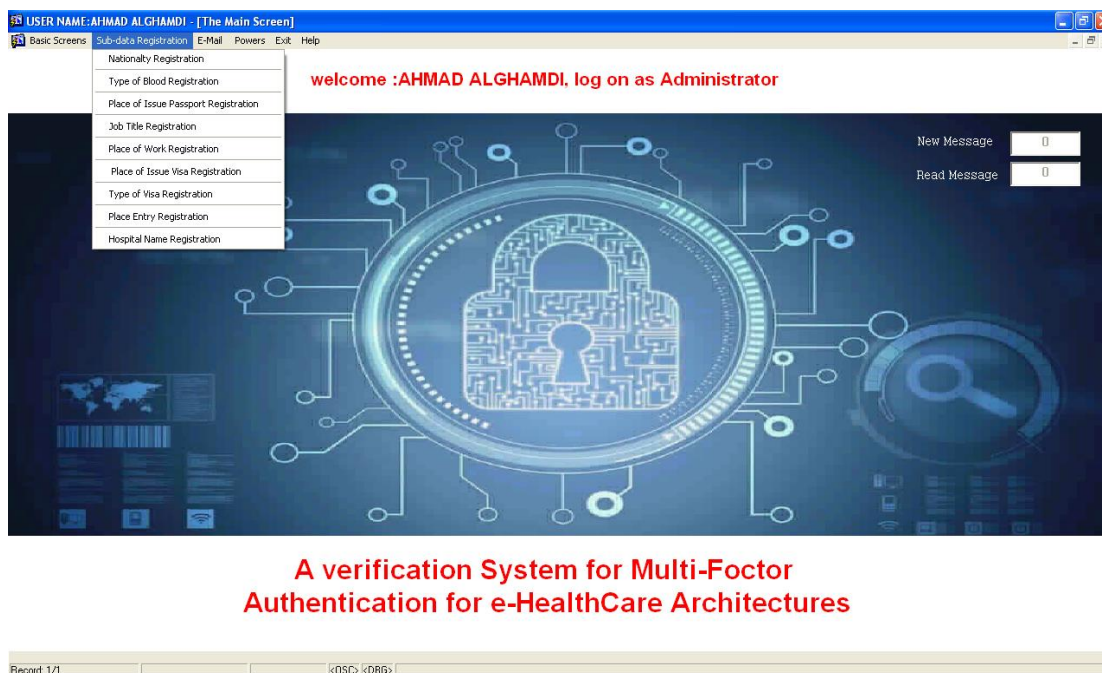 USER NAME:AHMAD ALGHAMDI - [The Main Screen]
Basic Screens Sub-data Registration E-Mail Powers Exit Help
Nationalty Registration
Type of Blood Registration
Place of Issue Passport Registration
Job Title Registration
Place of Work Registration
Place of Issue Visa Registration
Type of Visa Registration
Place Entry Registration
Hospital Name Registration
welcome :AHMAD ALGHAMDI, log on as Administrator
New Message 0
Read Message 0
A verification System for Multi-Foctor
Authentication for e-HealthCare Architectures
Record: 1/1 <OSC> <DBG>